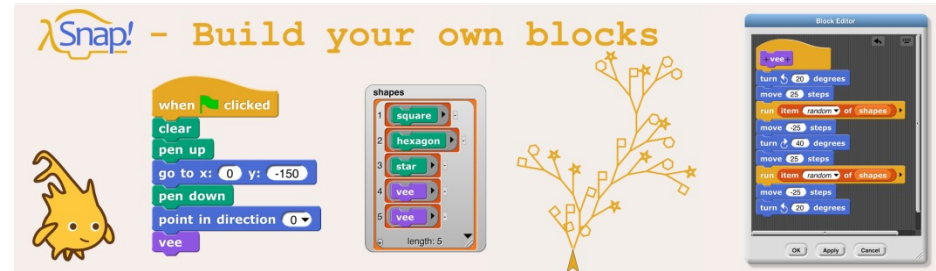 λSnap! - Build your own blocks
when clicked
clear
pen up
go to x: 0 y: -150
pen down
point in direction 0
vee
shapes
1 square
2 hexagon
3 star
4 vee
5 vee
length: 5
Block Editor
+vee+
turn 20 degrees
move 25 steps
run item random of shapes
move -25 steps
turn 40 degrees
move 25 steps
run item random of shapes
move -25 steps
turn 20 degrees
OK Apply Cancel